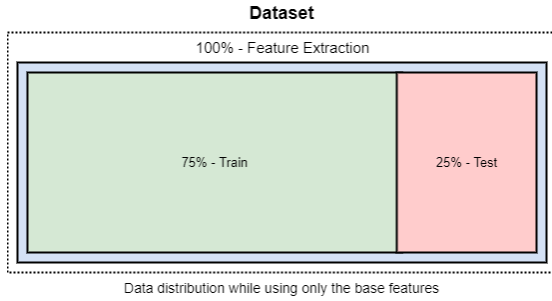 Dataset
100% - Feature Extraction
75% - Train
25% - Test
Data distribution while using only the base features